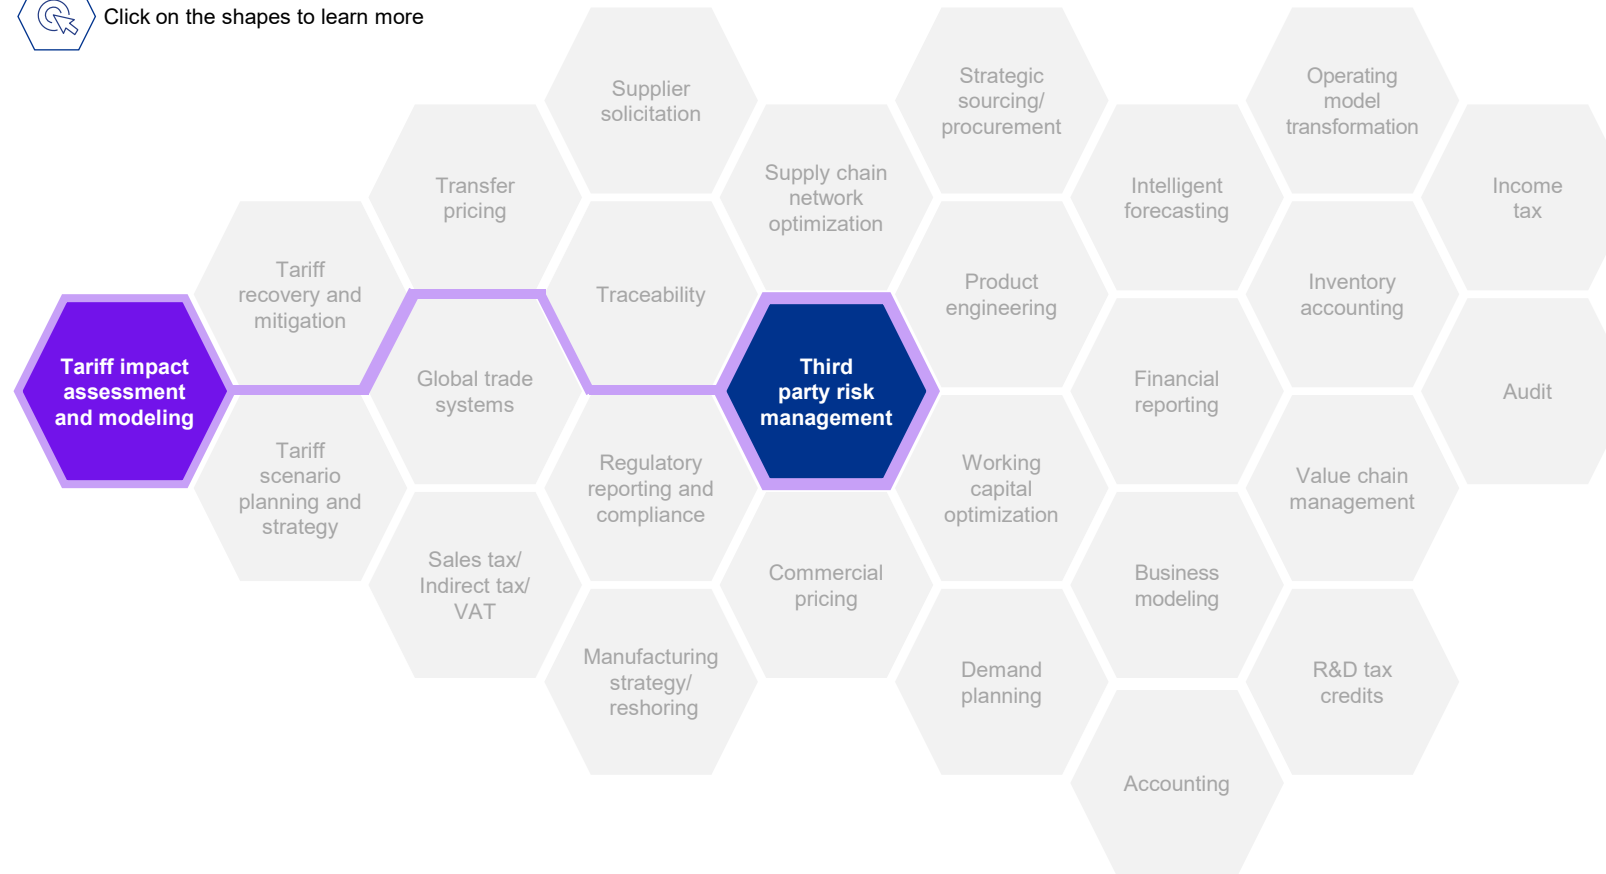 Click on the shapes to learn more
Supplier
solicitation
Strategic
sourcing/
procurement
Operating
model
transformation
Transfer
pricing
Supply chain
network
optimization
Intelligent
forecasting
Income
tax
Tariff
recovery and
mitigation
Traceability
Product
engineering
Inventory
accounting
Tariff impact
assessment
and modeling
Global trade
systems
Third
party risk
management
Financial
reporting
Audit
Tariff
scenario
planning and
strategy
Regulatory
reporting and
compliance
Working
capital
optimization
Value chain
management
Sales tax/
Indirect tax/
VAT
Commercial
pricing
Business
modeling
Manufacturing
strategy/
reshoring
Demand
planning
R&D tax
credits
Accounting